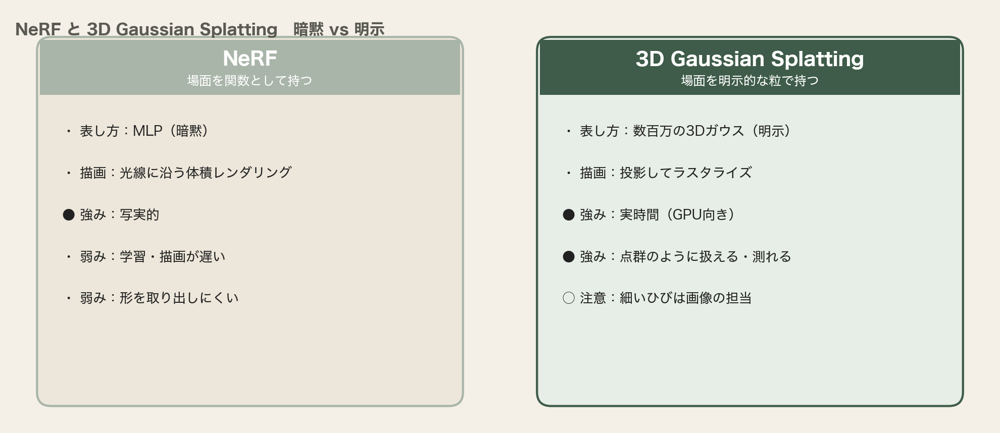 NeRF と 3D Gaussian Splatting　暗黙 vs 明示
NeRF
場面を関数として持つ
・ 表し方：MLP（暗黙）
・ 描画：光線に沿う体積レンダリング
● 強み：写実的
・ 弱み：学習・描画が遅い
・ 弱み：形を取り出しにくい
3D Gaussian Splatting
場面を明示的な粒で持つ
・ 表し方：数百万の3Dガウス（明示）
・ 描画：投影してラスタライズ
● 強み：実時間（GPU向き）
● 強み：点群のように扱える・測れる
○ 注意：細いひびは画像の担当